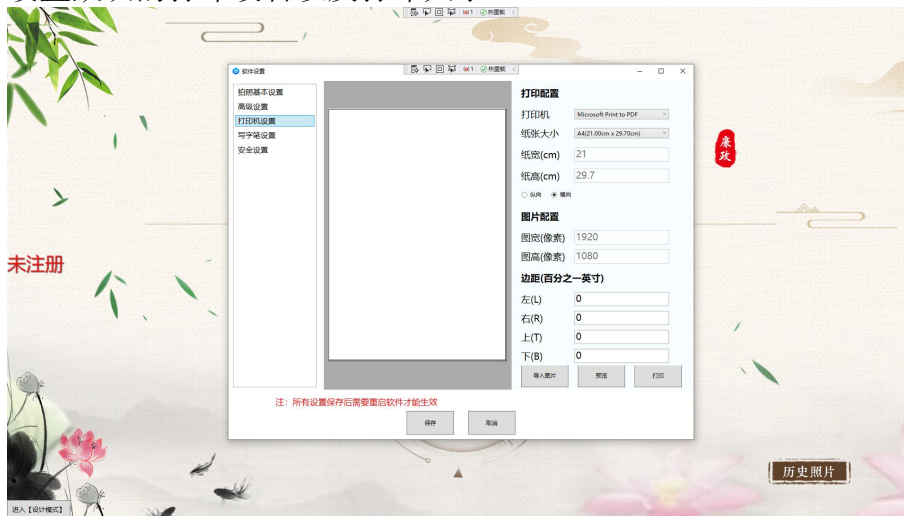 热重载
软件设置
热重载
拍照基本设置
高级设置
打印机设置
写字笔设置
安全设置
打印配置
打印机 Microsoft Print to PDF
纸张大小 A4(21.00cm x 29.70cm)
纸宽(cm) 21
纸高(cm) 29.7
纵向 横向
图片配置
图宽(像素) 1920
图高(像素) 1080
边距(百分之一英寸)
左(L) 0
右(R) 0
上(T) 0
下(B) 0
导入图片 预览 打印
注：所有设置保存后需要重启软件才能生效
保存 取消
廉政
未注册
历史照片
进入【设计模式】